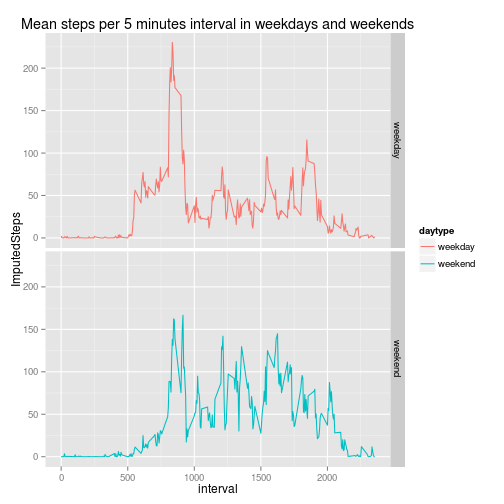 Mean steps per 5 minutes interval in weekdays and weekends
ImputedSteps
200
150
100
50
0
weekday
200
150
100
50
0
weekend
0 500 1000 1500 2000
interval
daytype
weekday
weekend